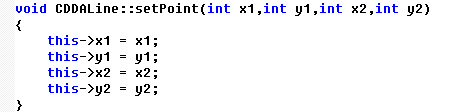 void CDDALine::setPoint(int x1,int y1,int x2,int y2)
{
    this->x1 = x1;
    this->y1 = y1;
    this->x2 = x2;
    this->y2 = y2;
}